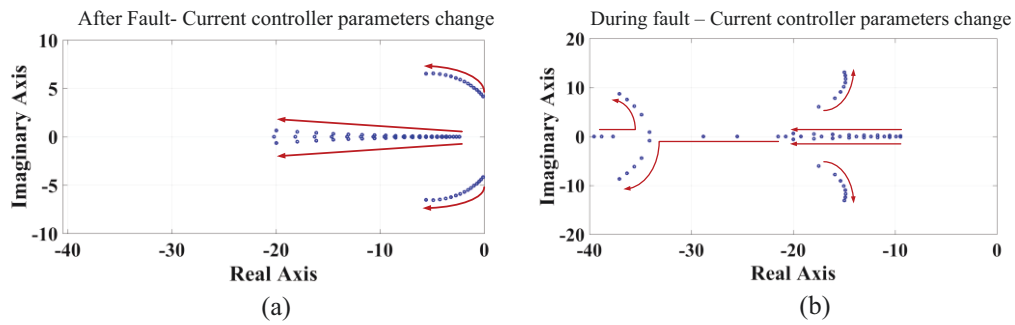 After Fault- Current controller parameters change
10
5
0
-5
-10
-40
-30
-20
-10
0
Imaginary Axis
Real Axis
(a)
During fault – Current controller parameters change
20
10
0
-10
-20
-40
-30
-20
-10
0
Imaginary Axis
Real Axis
(b)